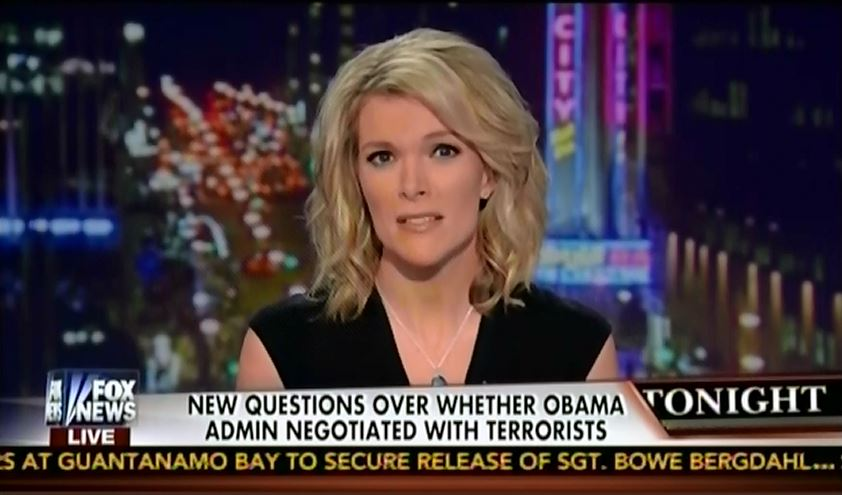 CITY
FOX
NEWS
LIVE
NEW QUESTIONS OVER WHETHER OBAMA
ADMIN NEGOTIATED WITH TERRORISTS
TONIGHT
AT GUANTANAMO BAY TO SECURE RELEASE OF SGT. BOWE BERGDAHL...